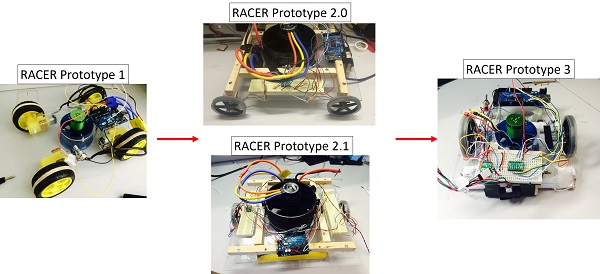 RACER Prototype 1
RACER Prototype 2.0
RACER Prototype 2.1
RACER Prototype 3